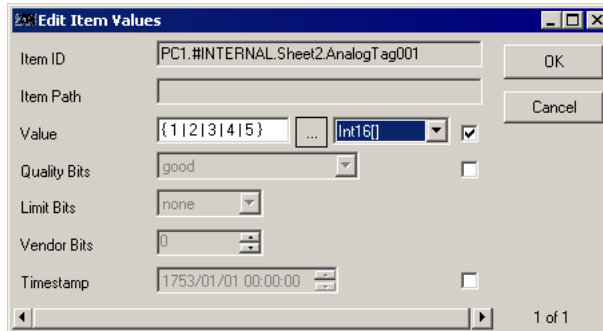 Edit Item Values
Item ID PC1.#INTERNAL.Sheet2.AnalogTag001 OK
Item Path Cancel
Value {1|2|3|4|5} ... Int16[]
Quality Bits good
Limit Bits none
Vendor Bits 0
Timestamp 1753/01/01 00:00:00
1 of 1